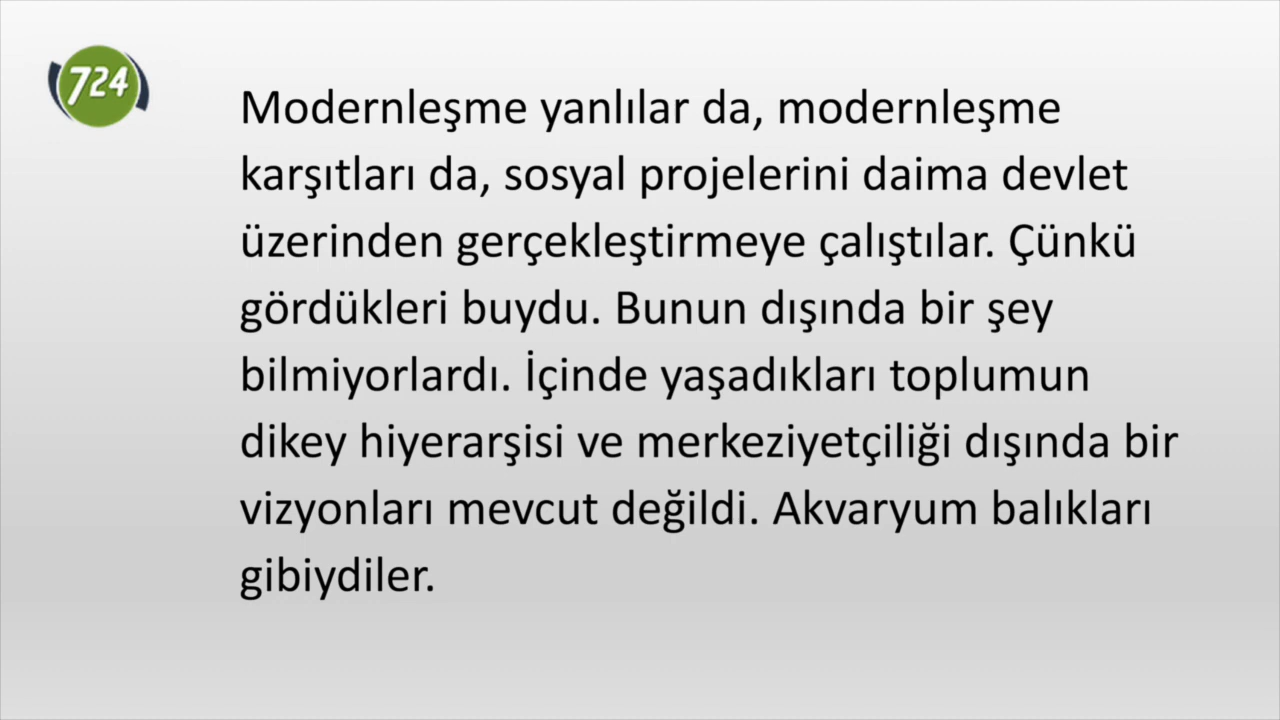 724
Modernleşme yanlılar da, modernleşme
karşıtları da, sosyal projelerini daima devlet
üzerinden gerçekleştirmeye çalıştılar. Çünkü
gördükleri buydu. Bunun dışında bir şey
bilmiyorlardı. İçinde yaşadıkları toplumun
dikey hiyerarşisi ve merkeziyetçiliği dışında bir
vizyonları mevcut değildi. Akvaryum balıkları
gibiydiler.